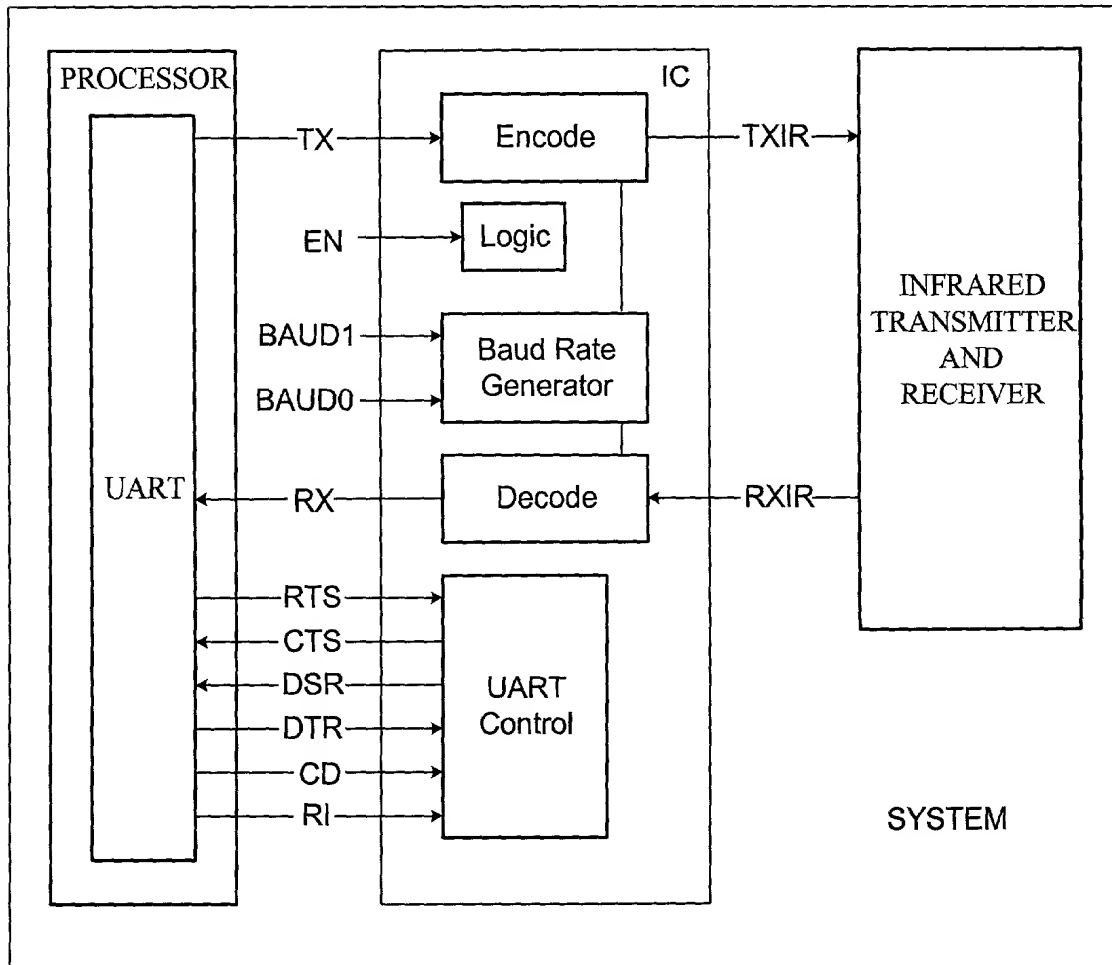 PROCESSOR
IC
TX
Encode
TXIR
EN
Logic
INFRARED
TRANSMITTER
AND
RECEIVER
BAUD1
Baud Rate
Generator
BAUD0
UART
RX
Decode
RXIR
RTS
CTS
DSR
DTR
CD
RI
UART
Control
SYSTEM